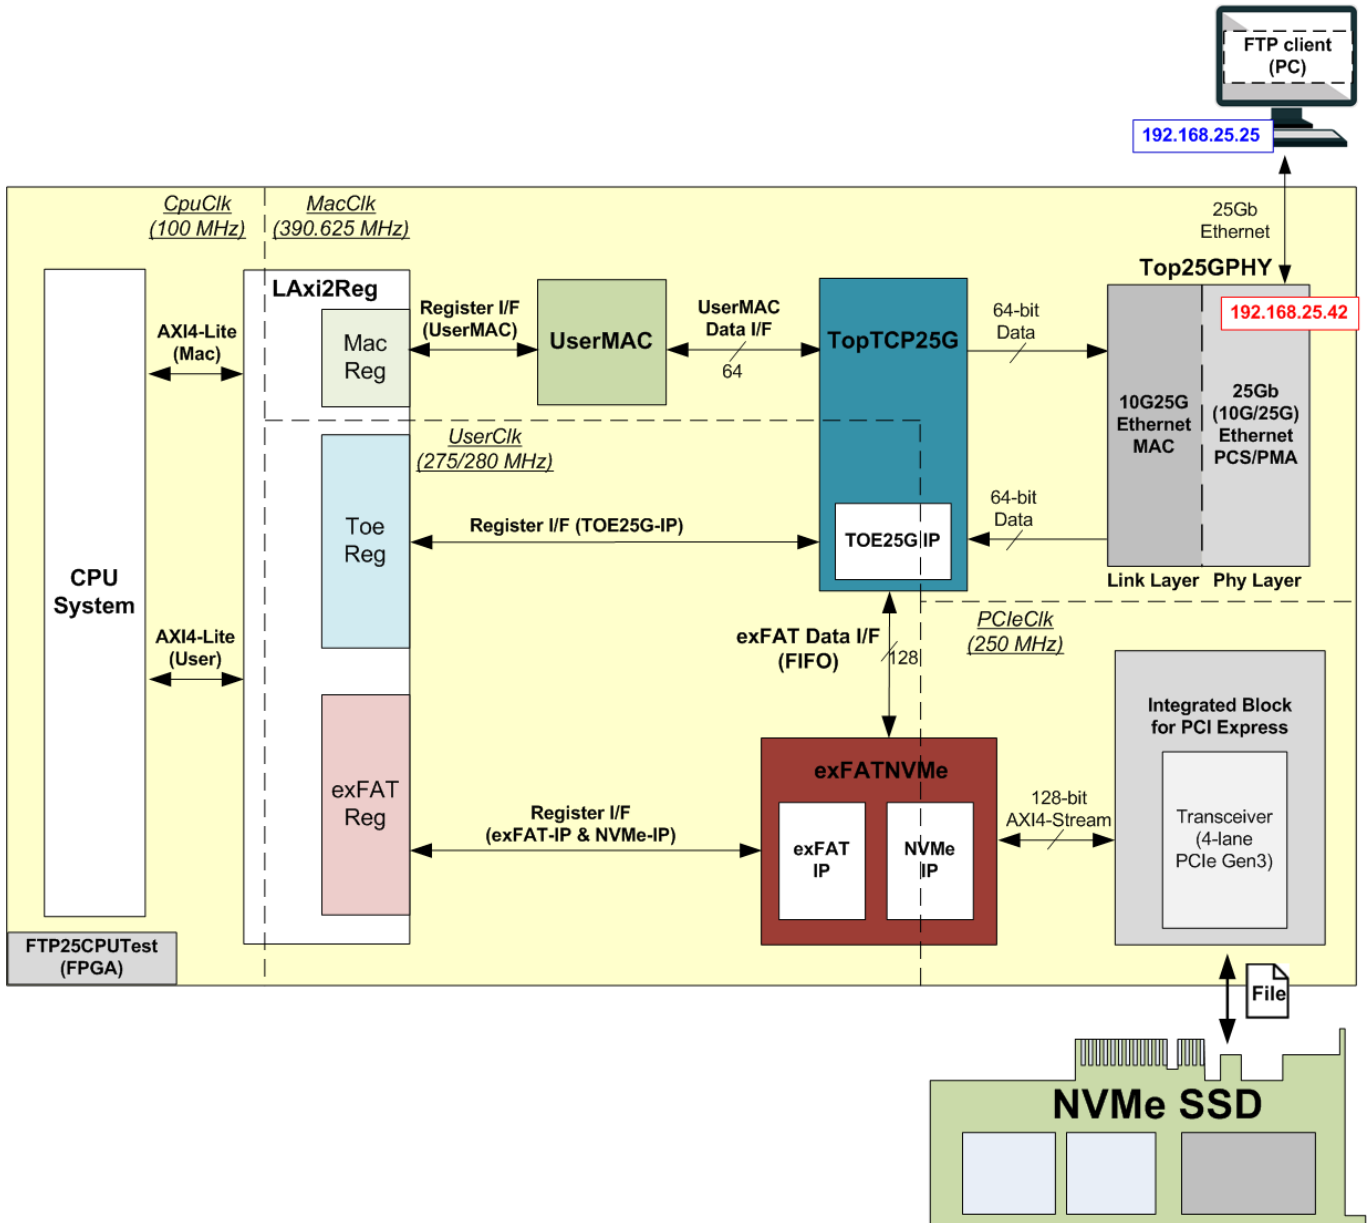 FTP client
(PC)
192.168.25.25
CpuClk
(100 MHz)
MacClk
(390.625 MHz)
25Gb
Ethernet
Top25GPHY
192.168.25.42
LAxi2Reg
Mac
Reg
AXI4-Lite
(Mac)
Register I/F
(UserMAC)
UserMAC
UserMAC
Data I/F
64
TopTCP25G
64-bit
Data
10G25G
Ethernet
MAC
25Gb
(10G/25G)
Ethernet
PCS/PMA
UserClk
(275/280 MHz)
Toe
Reg
Register I/F (TOE25G-IP)
TOE25G IP
64-bit
Data
Link Layer
Phy Layer
CPU
System
AXI4-Lite
(User)
exFAT Data I/F
(FIFO)
128
PCIeClk
(250 MHz)
exFAT
Reg
Register I/F
(exFAT-IP & NVMe-IP)
exFATNVMe
exFAT
IP
NVMe
IP
128-bit
AXI4-Stream
Integrated Block
for PCI Express
Transceiver
(4-lane
PCIe Gen3)
FTP25CPUTest
(FPGA)
File
NVMe SSD